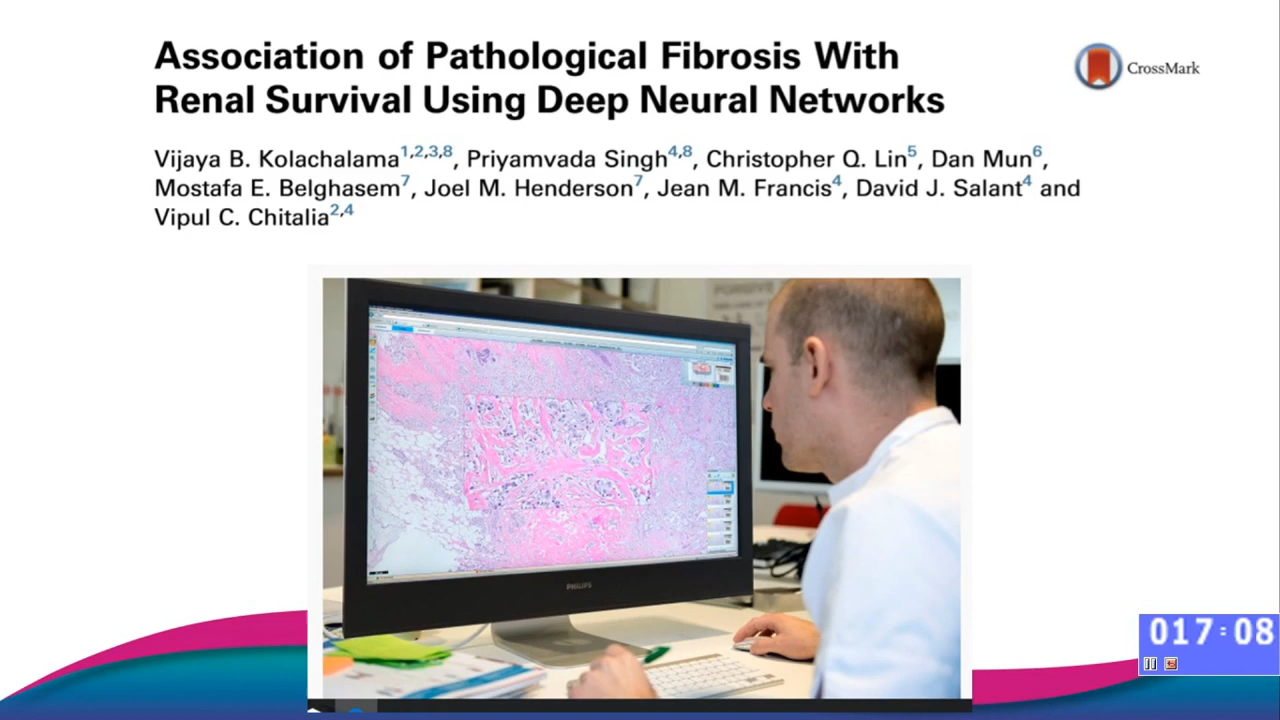 Association of Pathological Fibrosis With
Renal Survival Using Deep Neural Networks
CrossMark
Vijaya B. Kolachalama1,2,3,8, Priyamvada Singh4,8, Christopher Q. Lin5, Dan Mun6,
Mostafa E. Belghasem7, Joel M. Henderson7, Jean M. Francis4, David J. Salant4 and
Vipul C. Chitalia2,4
PHILIPS
017:08